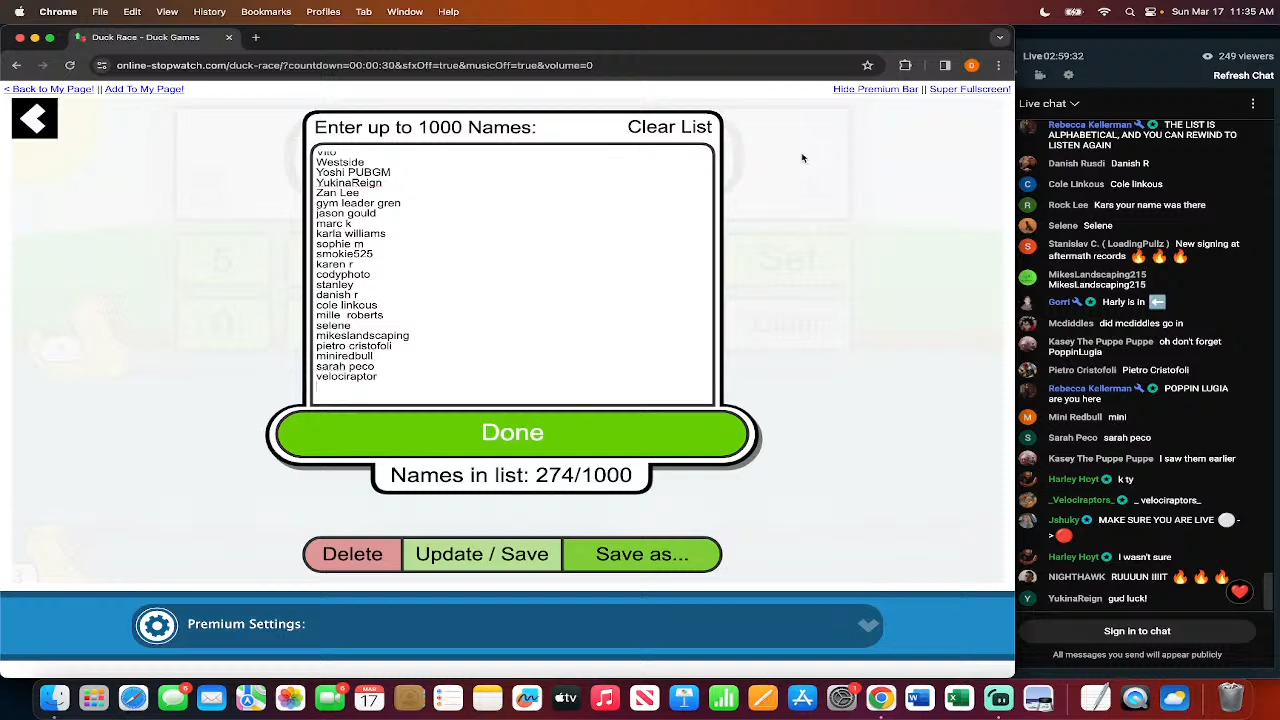 Chrome File Edit View History Bookmarks Profiles Tab Window Help Sun Mar 17 11:35 AM
Duck Race – Duck Games
online-stopwatch.com/duck-race/?countdown=00:00:30&sfxOff=true&musicOff=true&volume=0
< Back to My Page! || Add To My Page! Hide Premium Bar || Super Fullscreen!
Enter up to 1000 Names: Clear List
Vito
Westside
Yoshi PUBGM
YukinaReign
Zan Lee
gym leader gren
jason gould
marc k
karla williams
sophie m
smokie525
karen r
codyphoto
stanley
danish r
cole linkous
mille roberts
selene
mikeslandscaping
pietro cristofoli
miniredbull
sarah peco
velociraptor
5 Set
Done
Names in list: 274/1000
Delete Update / Save Save as...
Premium Settings:
Live 02:59:32 249 viewers
Refresh Chat
Live chat
Rebecca Kellerman THE LIST IS
ALPHABETICAL, AND YOU CAN REWIND TO
LISTEN AGAIN
Danish Rusdi Danish R
Cole Linkous Cole linkous
Rock Lee Kars your name was there
Selene Selene
Stanislav C. ( LoadingPullz ) New signing at
aftermath records 🔥 🔥 🔥
MikesLandscaping215
MikesLandscaping215
Gorri Harly is in ⬅️
Mcdiddles did mcdiddles go in
Kasey The Puppe Puppe oh don't forget
PoppinLugia
Pietro Cristofoli Pietro Cristofoli
Rebecca Kellerman POPPIN LUGIA
are you here
Mini Redbull mini
Sarah Peco sarah peco
Kasey The Puppe Puppe I saw them earlier
Harley Hoyt k ty
_Velociraptors_ _ velociraptors_
Jshuky MAKE SURE YOU ARE LIVE ⚪ -
> 🔴
Harley Hoyt I wasn't sure
NIGHTHAWK RUUUUN IIIIT 🔥 🔥 🔥
YukinaReign gud luck!
Sign in to chat
All messages you send will appear publicly
6
6
MAR
17
tv
1
W
X